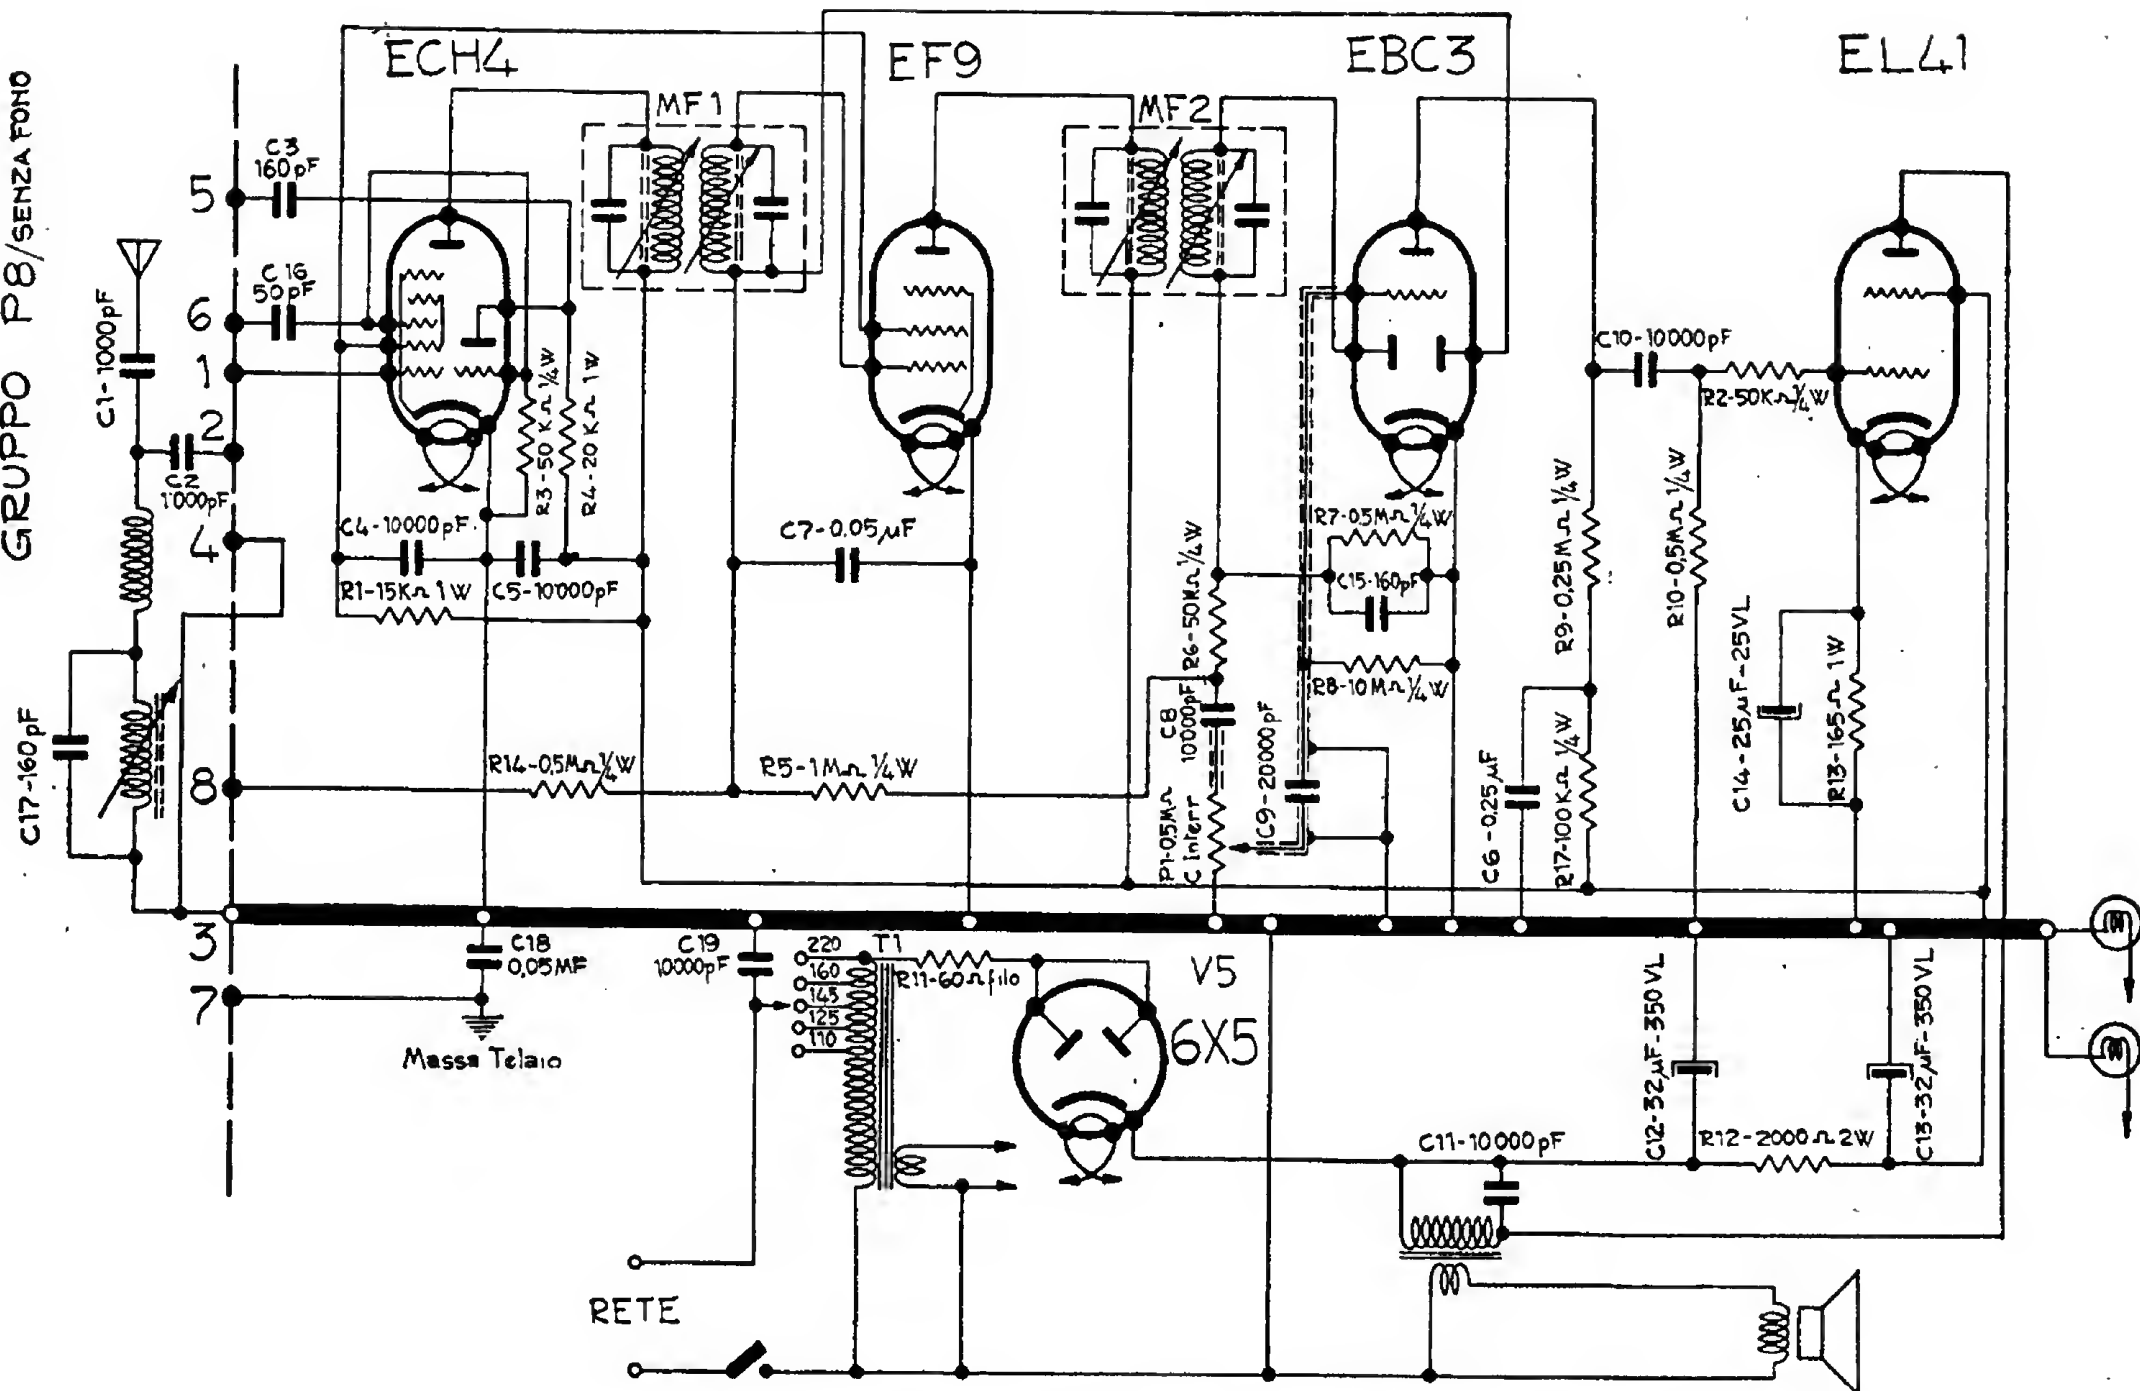 GRUPPO P8/SENZA FONO
ECH4
EF9
EBC3
EL41
MF1
MF2
C3
160pF
5
C16
50pF
6
1
2
4
8
3
7
C1-1000pF
C2
1000pF
C17-160pF
R3-50KΩ ¼W
R4-20KΩ 1W
C4-10000pF
R1-15KΩ 1W
C5-10000pF
C7-0.05µF
R14-0,5MΩ ¼W
R5-1MΩ ¼W
R6-50KΩ ¼W
C8
10000pF
P1-0,5MΩ
C Interr
C9-20000pF
R7-0,5MΩ ¼W
C15-160pF
R8-10MΩ ¼W
C10-10000pF
R2-50KΩ ¼W
R9-0,25MΩ ¼W
R10-0,5MΩ ¼W
C6-0,25µF
R17-100KΩ ¼W
C14-25µF-25VL
R13-165Ω 1W
C18
0,05MF
C19
10000pF
Massa Telaio
220
160
145
125
110
T1
R11-60Ω filo
V5
6X5
C12-32µF-350VL
C13-32µF-350VL
C11-10000pF
R12-2000Ω 2W
RETE